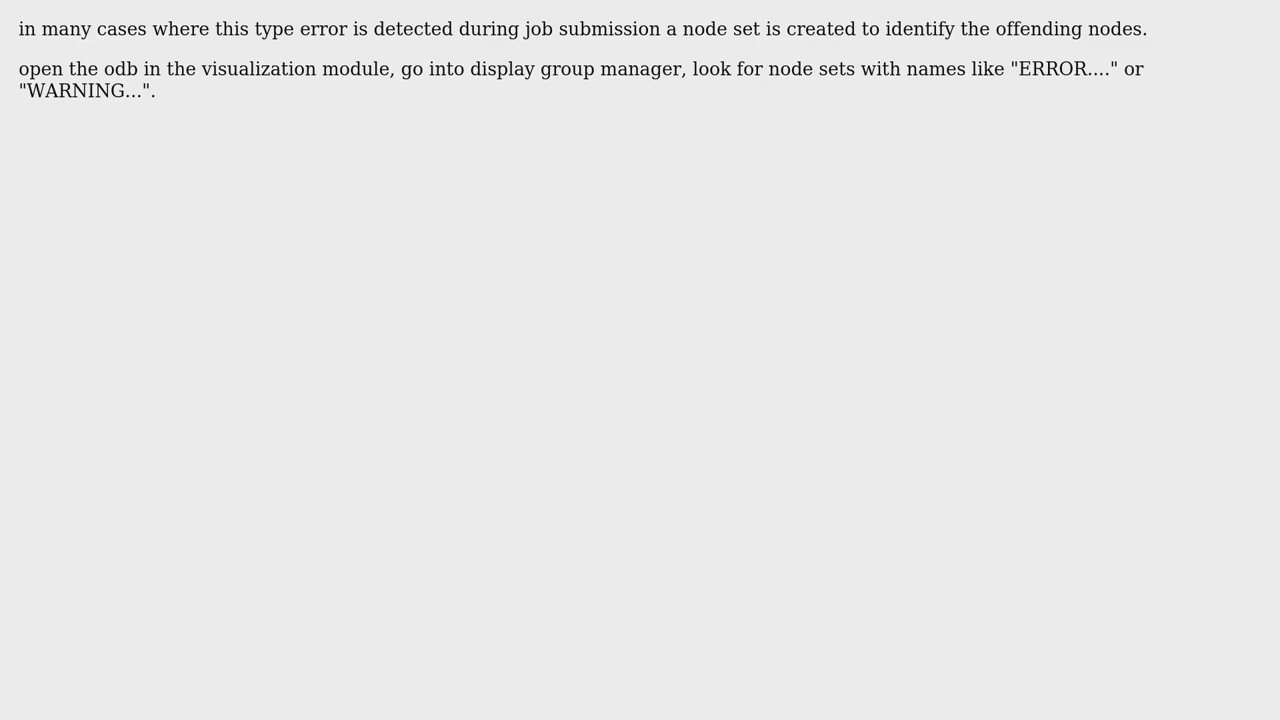 in many cases where this type error is detected during job submission a node set is created to identify the offending nodes.
open the odb in the visualization module, go into display group manager, look for node sets with names like "ERROR...." or
"WARNING...".